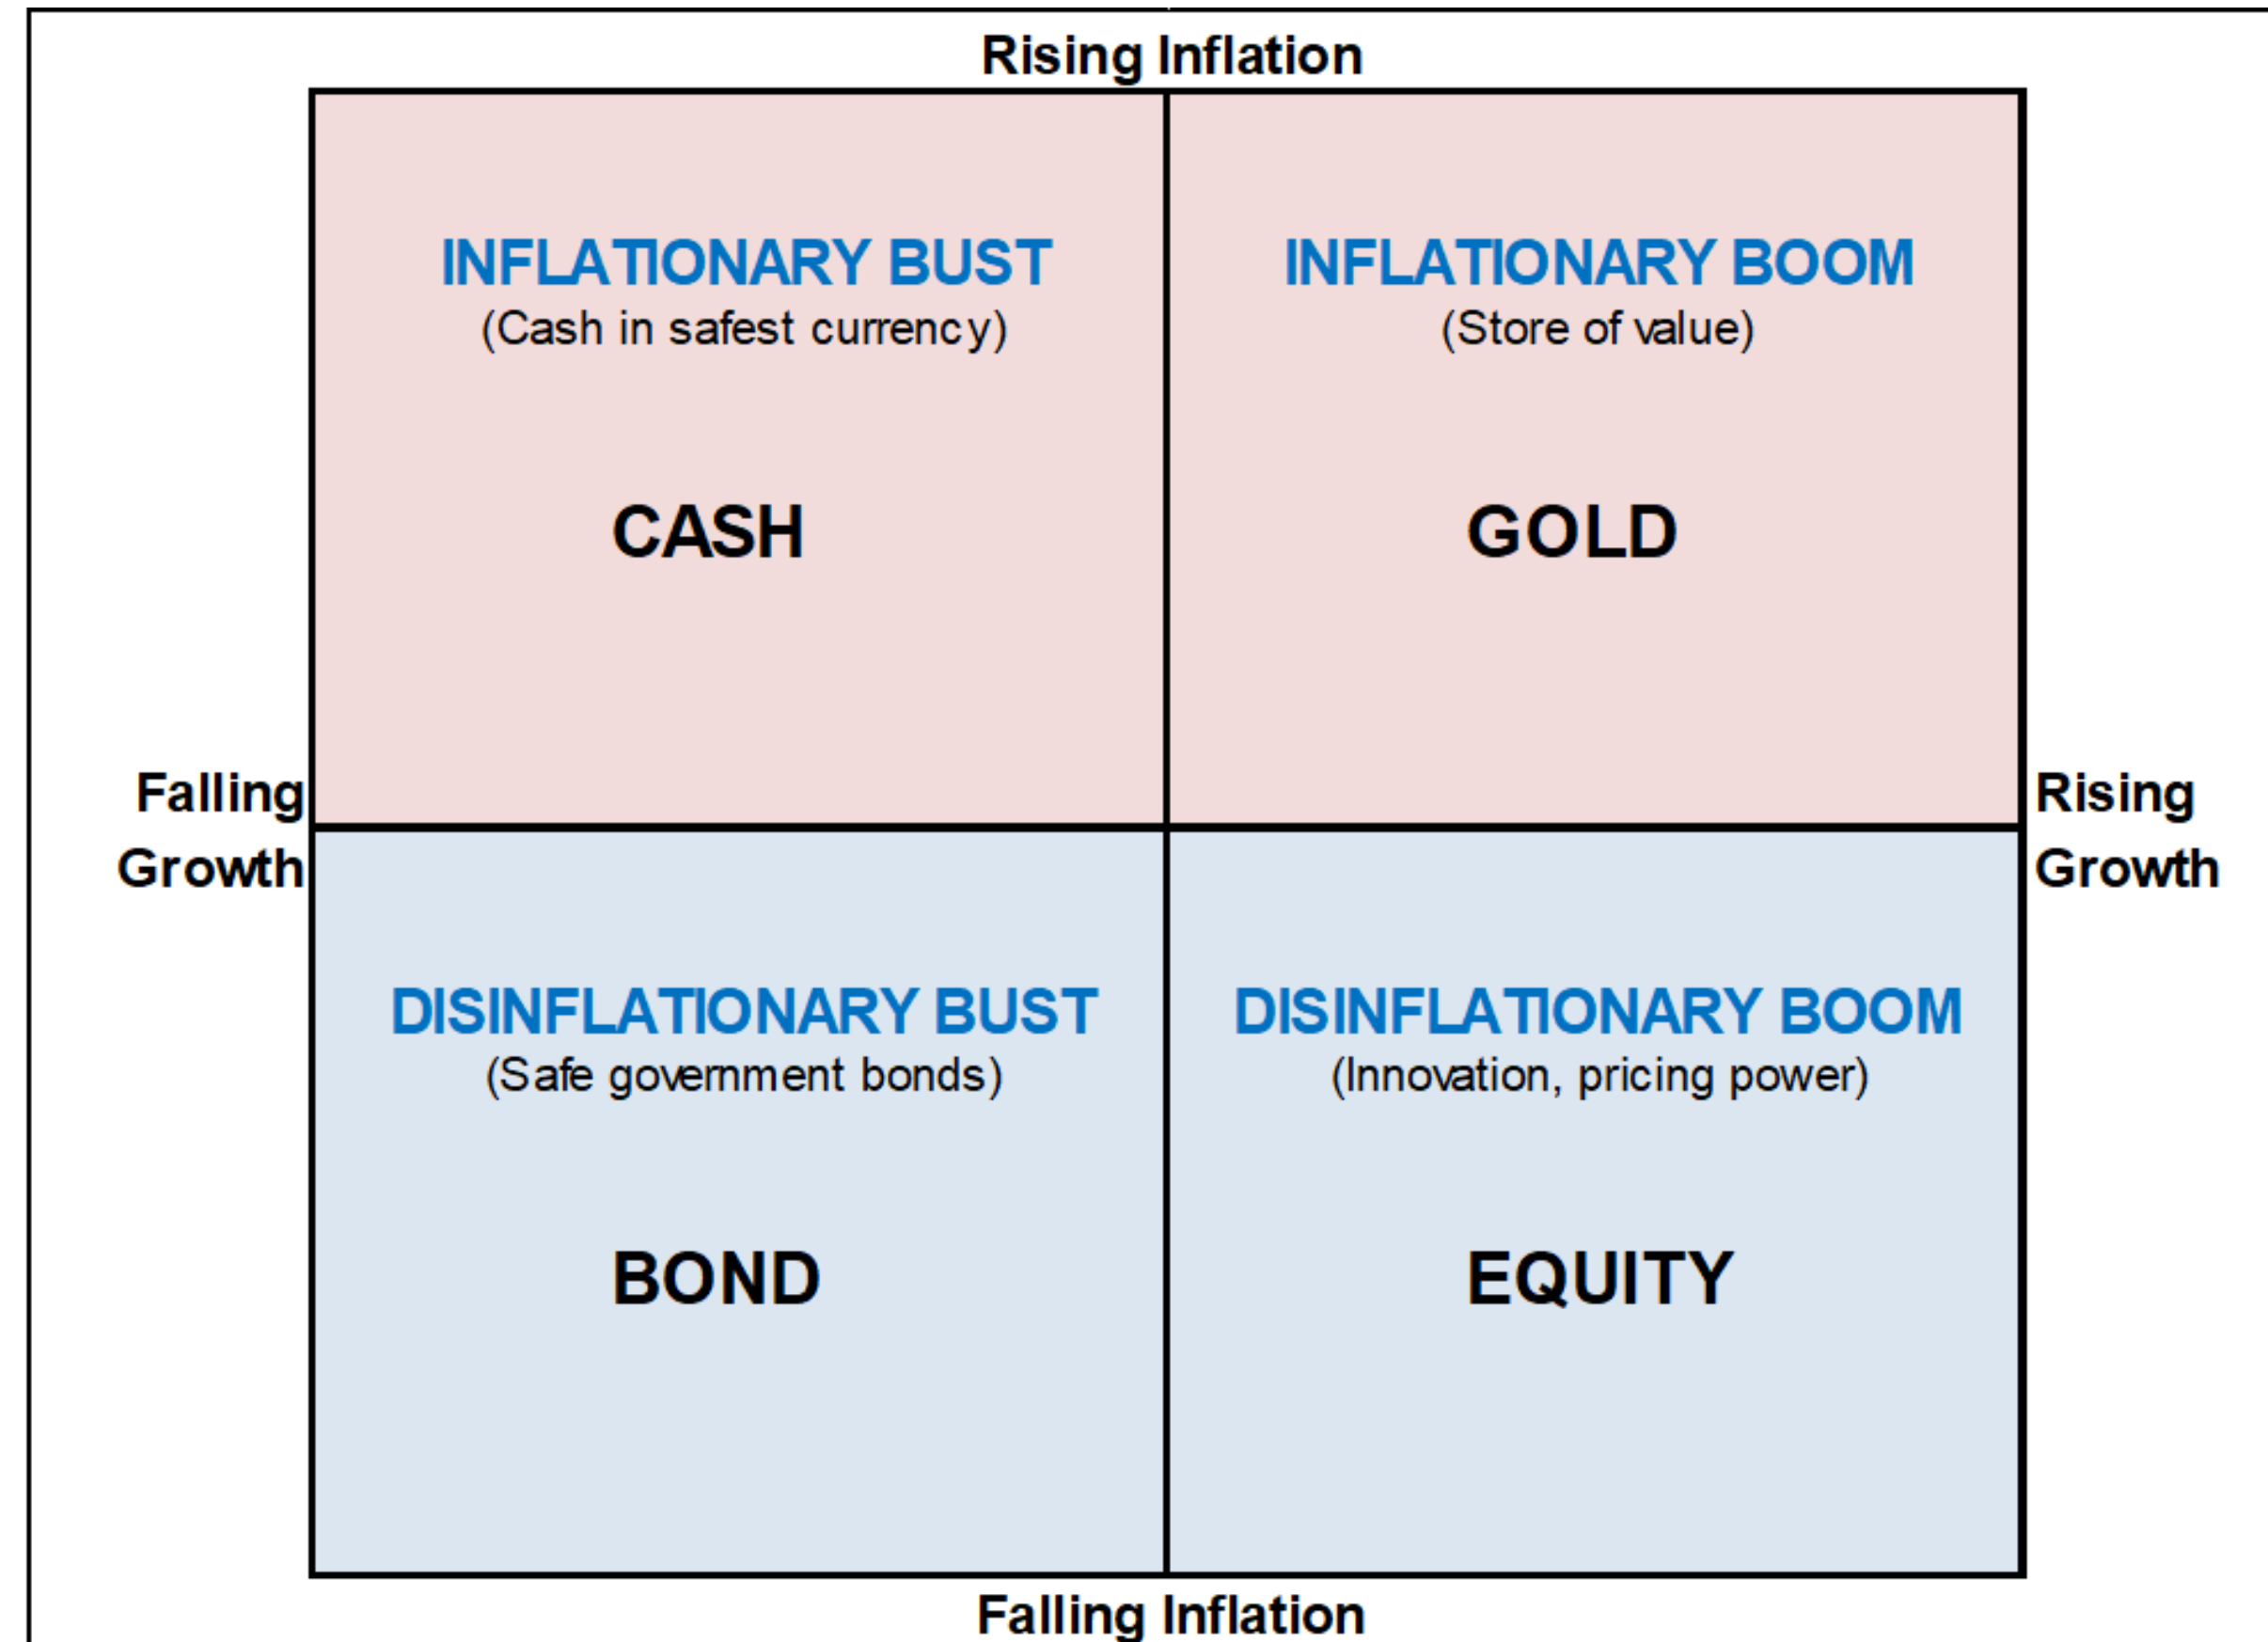 Rising Inflation
INFLATIONARY BUST
(Cash in safest currency)
CASH
INFLATIONARY BOOM
(Store of value)
GOLD
Falling
Growth
Rising
Growth
DISINFLATIONARY BUST
(Safe government bonds)
BOND
DISINFLATIONARY BOOM
(Innovation, pricing power)
EQUITY
Falling Inflation